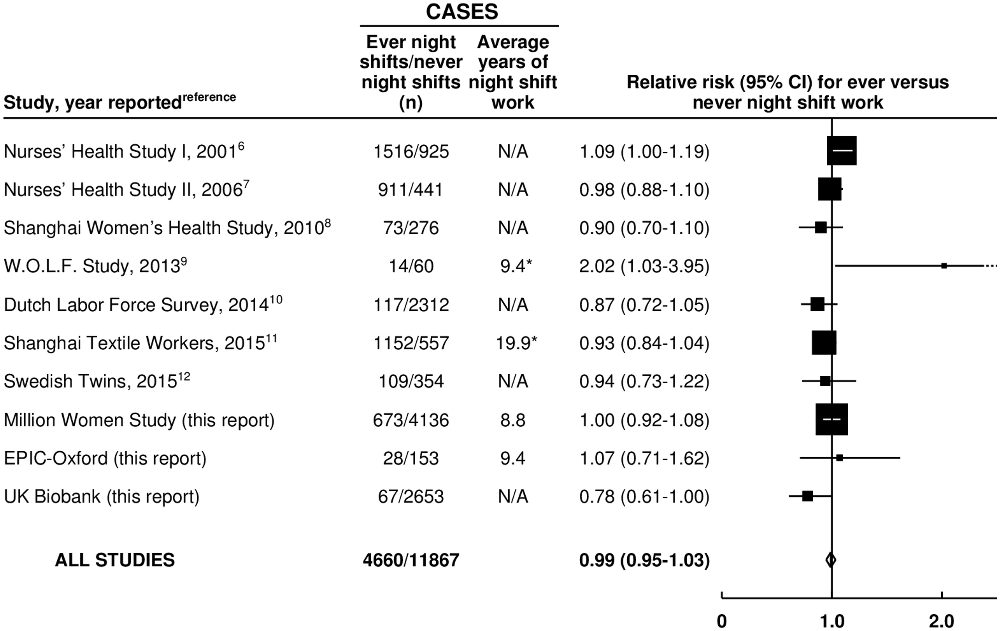 CASES
Ever night shifts/never night shifts (n)
Average years of night shift work
Study, year reported^reference
Relative risk (95% CI) for ever versus
never night shift work
Nurses’ Health Study I, 2001⁶ 1516/925 N/A 1.09 (1.00-1.19)
Nurses’ Health Study II, 2006⁷ 911/441 N/A 0.98 (0.88-1.10)
Shanghai Women’s Health Study, 2010⁸ 73/276 N/A 0.90 (0.70-1.10)
W.O.L.F. Study, 2013⁹ 14/60 9.4* 2.02 (1.03-3.95)
Dutch Labor Force Survey, 2014¹⁰ 117/2312 N/A 0.87 (0.72-1.05)
Shanghai Textile Workers, 2015¹¹ 1152/557 19.9* 0.93 (0.84-1.04)
Swedish Twins, 2015¹² 109/354 N/A 0.94 (0.73-1.22)
Million Women Study (this report) 673/4136 8.8 1.00 (0.92-1.08)
EPIC-Oxford (this report) 28/153 9.4 1.07 (0.71-1.62)
UK Biobank (this report) 67/2653 N/A 0.78 (0.61-1.00)
ALL STUDIES 4660/11867 0.99 (0.95-1.03)
0 1.0 2.0